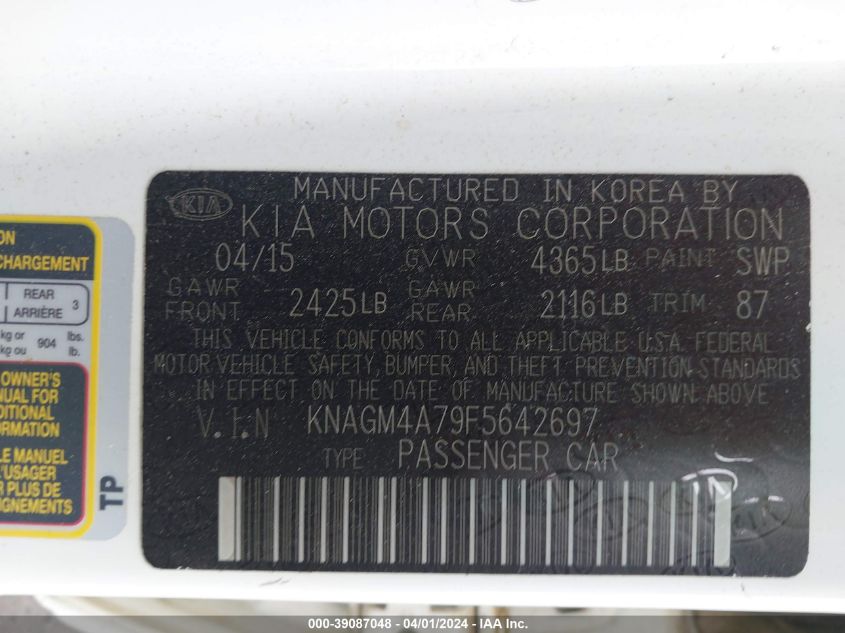 MANUFACTURED IN KOREA BY
KIA
KIA MOTORS CORPORATION
04/15 GVWR 4365LB PAINT SWP
GAWR FRONT 2425LB GAWR REAR 2116LB TRIM 87
THIS VEHICLE CONFORMS TO ALL APPLICABLE U.S.A. FEDERAL
MOTOR VEHICLE SAFETY, BUMPER, AND THEFT PREVENTION STANDARDS
IN EFFECT ON THE DATE OF MANUFACTURE SHOWN ABOVE
V.I.N KNAGM4A79F5642697
TYPE PASSENGER CAR
ON
CHARGEMENT
REAR 3
ARRIÈRE
kg or 904 lbs.
kg ou lb.
OWNER'S
NUAL FOR
DITIONAL
ORMATION
LE MANUEL
'USAGER
R PLUS DE
IGNEMENTS
TP
000-39087048 - 04/01/2024 - IAA Inc.